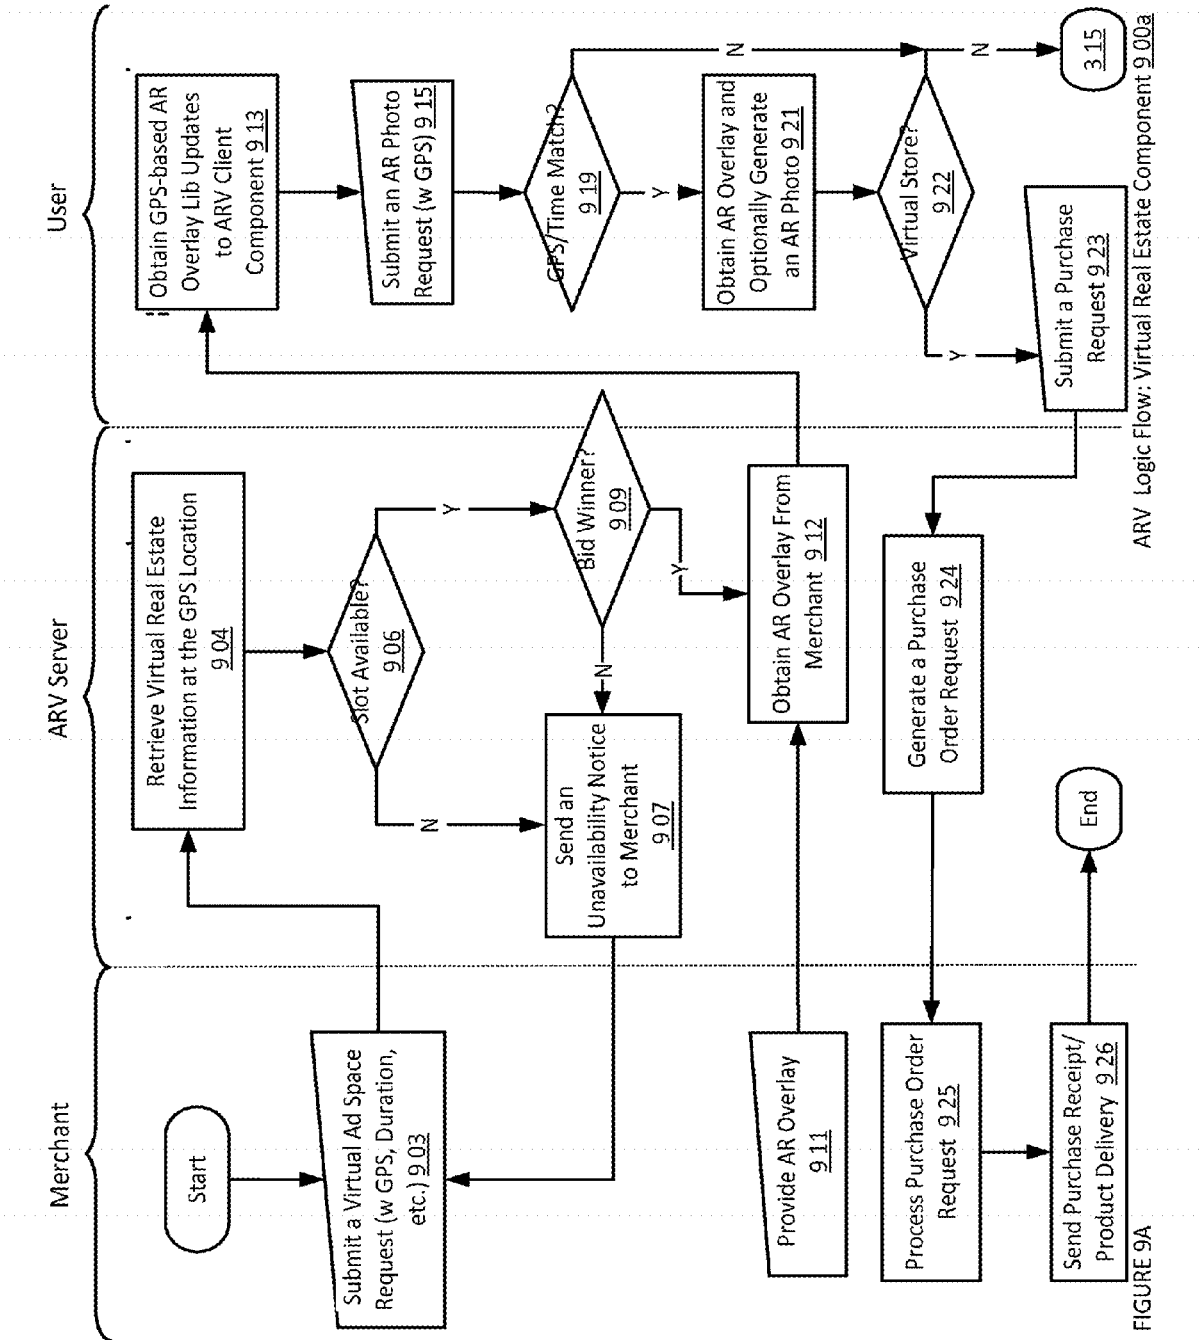 Merchant
ARV Server
User
Start
Submit a Virtual Ad Space
Request (w GPS, Duration,
etc.) 9 03
Retrieve Virtual Real Estate
Information at the GPS Location
9 04
Slot Available?
9 06
N
Y
Send an
Unavailability Notice
to Merchant
9 07
Bid Winner?
9 09
N
Y
Provide AR Overlay
9 11
Obtain AR Overlay From
Merchant 9 12
Obtain GPS-based AR
Overlay Lib Updates
to ARV Client
Component 9 13
Submit an AR Photo
Request (w GPS) 9 15
GPS/Time Match?
9 19
N
Y
Obtain AR Overlay and
Optionally Generate
an AR Photo 9 21
Virtual Store?
9 22
N
3 15
Y
Submit a Purchase
Request 9 23
Generate a Purchase
Order Request 9 24
Process Purchase Order
Request 9 25
Send Purchase Receipt/
Product Delivery 9 26
End
FIGURE 9A
ARV Logic Flow: Virtual Real Estate Component 9 00a